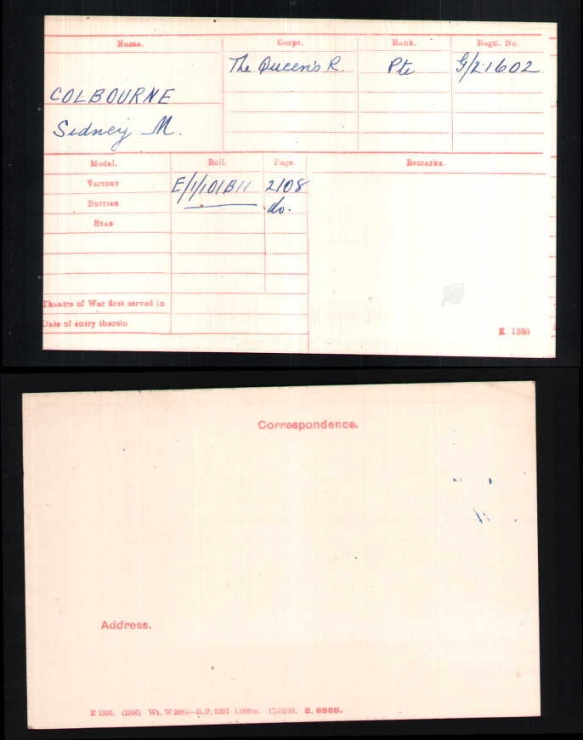 Name. Corps. Rank. Regtl. No.
The Queen's R. Pte G/21602
COLBOURNE
Sidney M.
Medal. Roll. Page. Remarks.
VICTORY E/1/101B11 2108
BRITISH do.
STAR
Theatre of War first served in
Date of entry therein
K 1380
Correspondence.
Address.